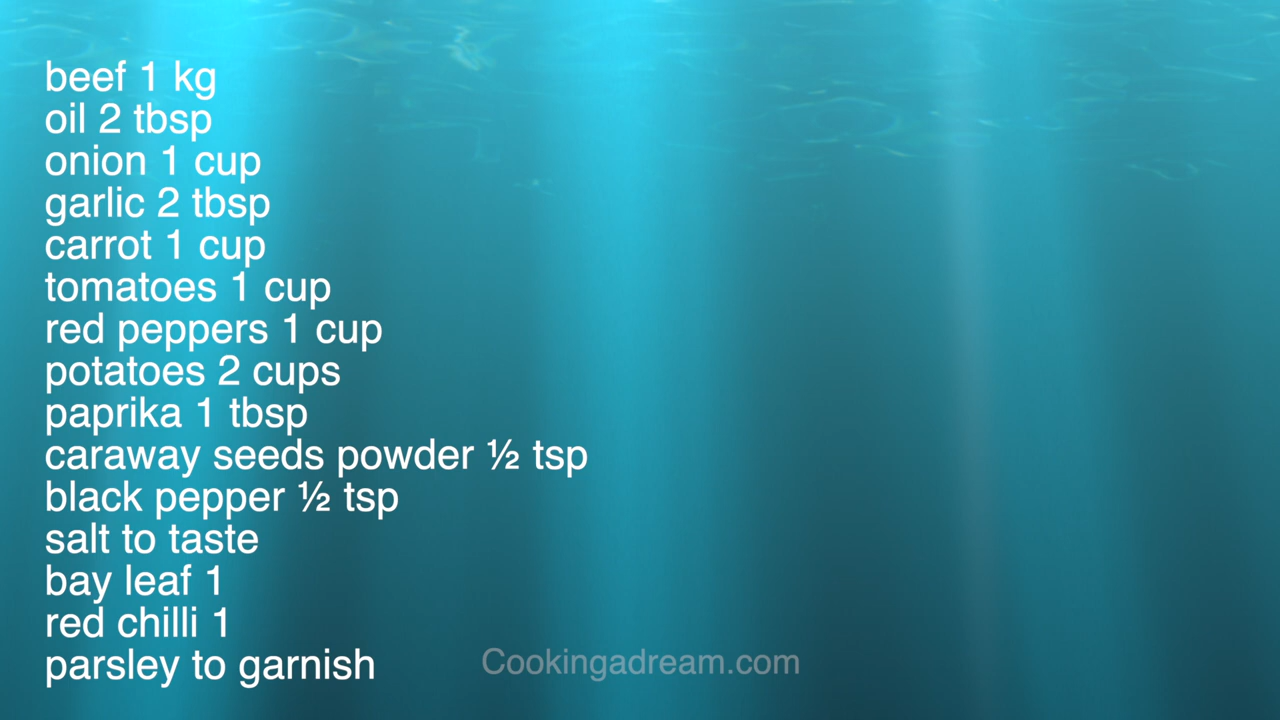 beef 1 kg
oil 2 tbsp
onion 1 cup
garlic 2 tbsp
carrot 1 cup
tomatoes 1 cup
red peppers 1 cup
potatoes 2 cups
paprika 1 tbsp
caraway seeds powder ½ tsp
black pepper ½ tsp
salt to taste
bay leaf 1
red chilli 1
parsley to garnish
Cookingadream.com